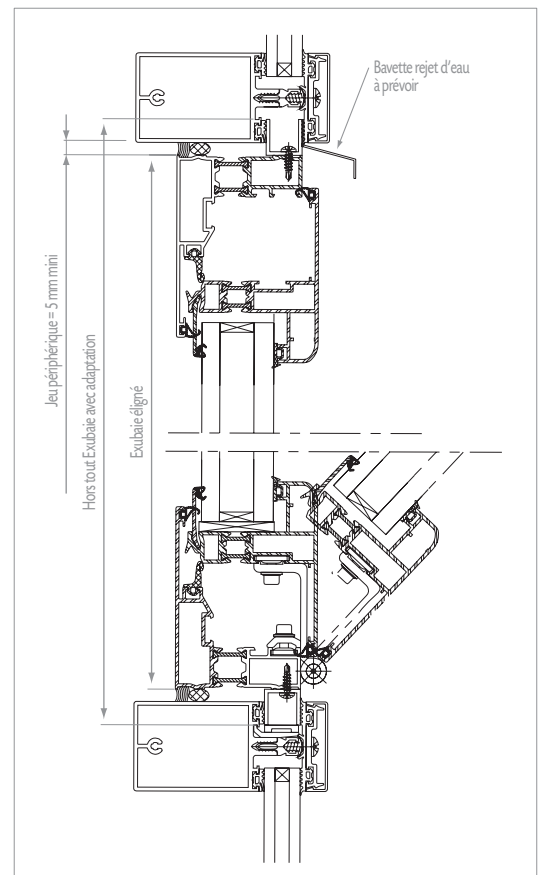 Bavette rejet d'eau
à prévoir
Jeu périphérique = 5 mm mini
Hors tout Exubaie avec adaptation
Exubaie éligné